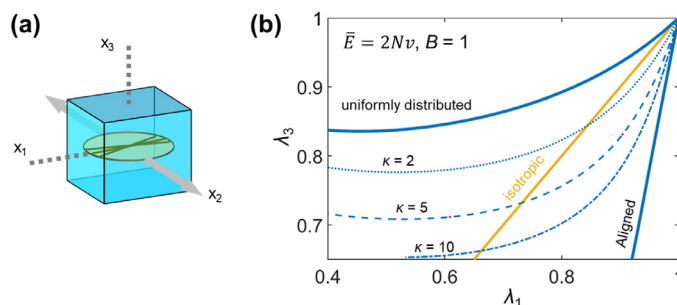 (a)
x3
x1
x2
(b)
Ē = 2Nv, B = 1
uniformly distributed
κ = 2
isotropic
κ = 5
Aligned
κ = 10
λ3
1
0.9
0.8
0.7
0.4
0.6
0.8
1
λ1